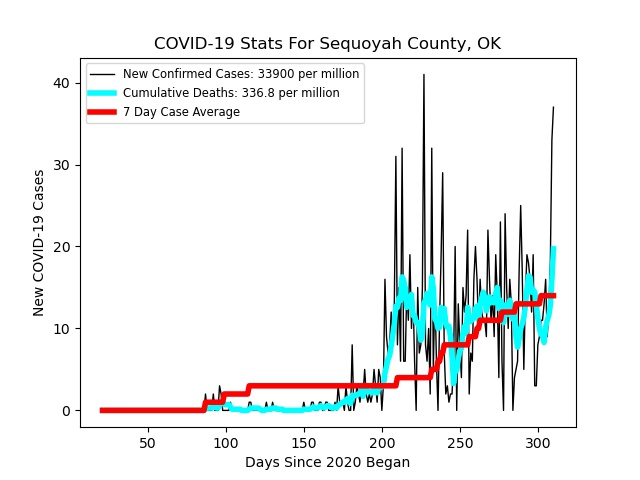 COVID-19 Stats For Sequoyah County, OK
New Confirmed Cases: 33900 per million
Cumulative Deaths: 336.8 per million
7 Day Case Average
New COVID-19 Cases
40
30
20
10
0
50 100 150 200 250 300
Days Since 2020 Began